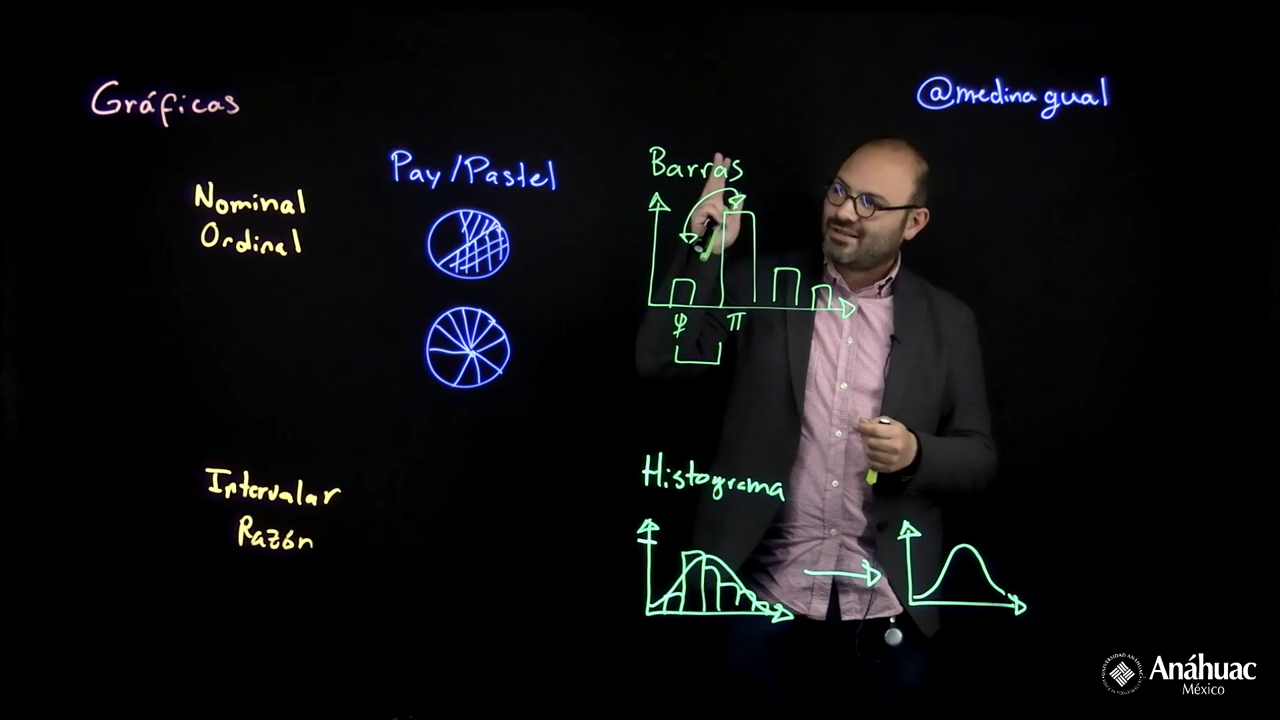 Gráficas
@medinagual
Pay/Pastel
Barras
Nominal
Ordinal
ψ π
Histograma
Intervalar
Razón
Anáhuac
México